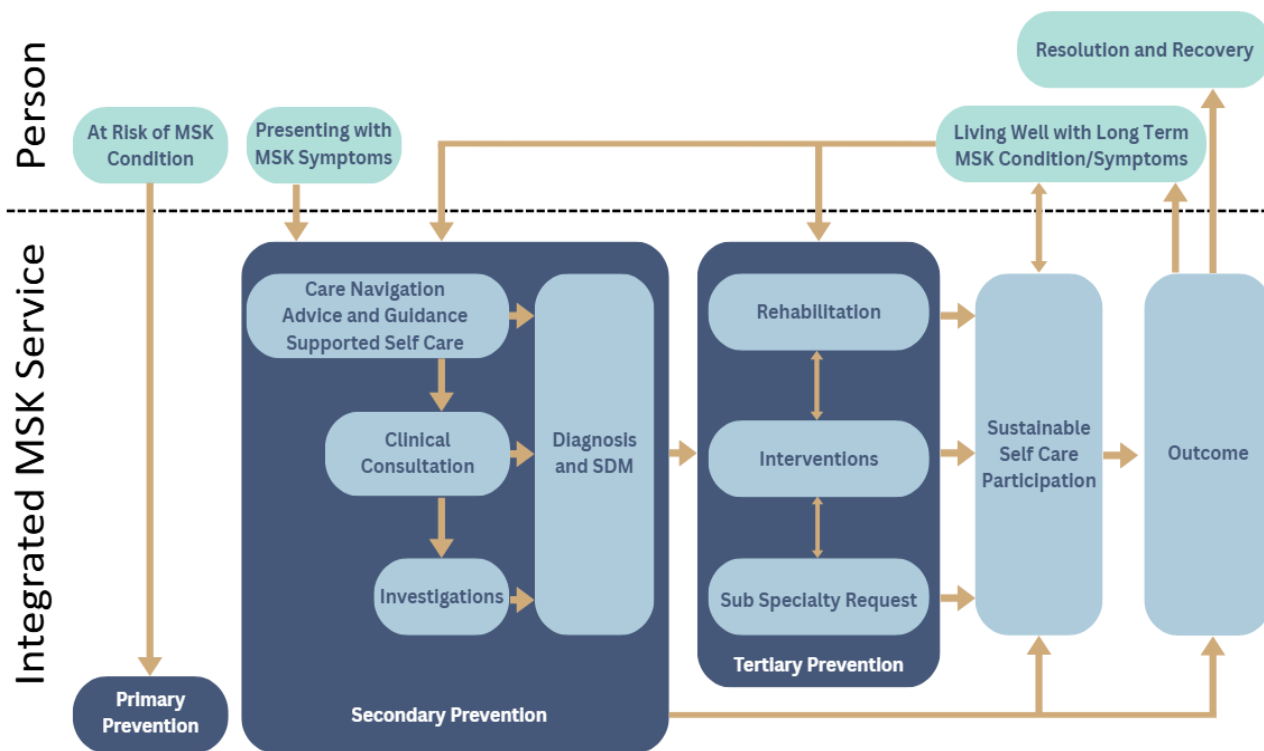 Person
Integrated MSK Service
Resolution and Recovery
At Risk of MSK
Condition
Presenting with
MSK Symptoms
Living Well with Long Term
MSK Condition/Symptoms
Care Navigation
Advice and Guidance
Supported Self Care
Clinical
Consultation
Investigations
Diagnosis
and SDM
Secondary Prevention
Rehabilitation
Interventions
Sub Specialty Request
Tertiary Prevention
Sustainable
Self Care
Participation
Outcome
Primary
Prevention